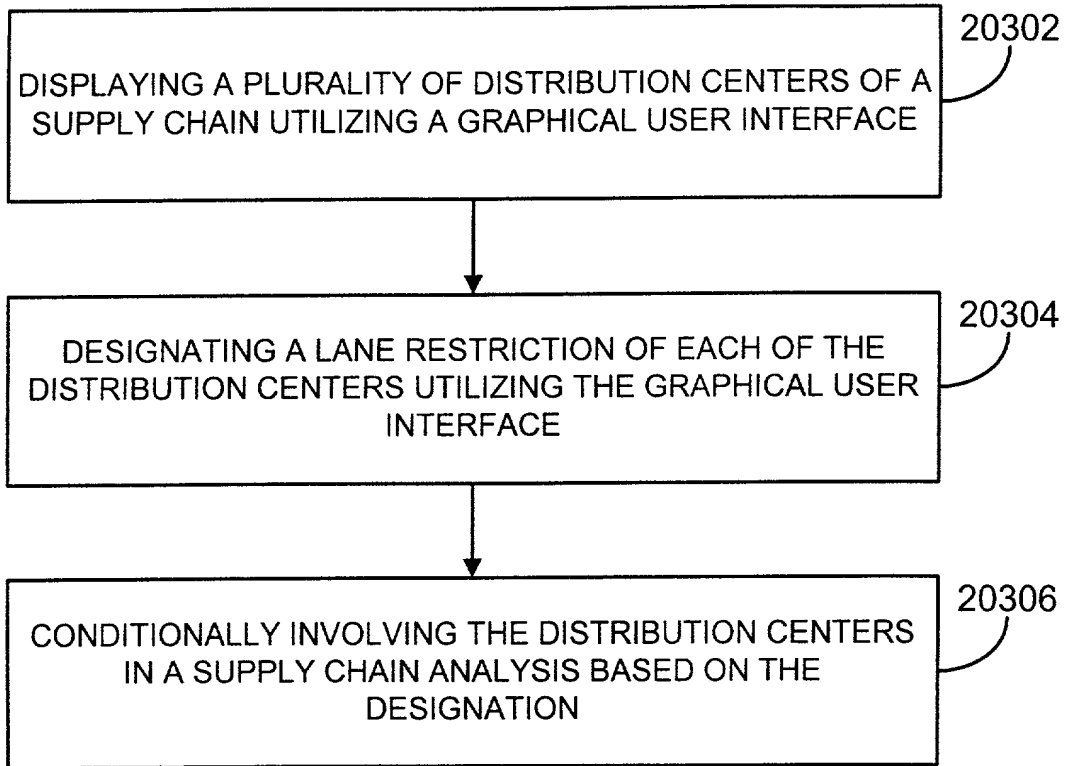 20302
DISPLAYING A PLURALITY OF DISTRIBUTION CENTERS OF A
SUPPLY CHAIN UTILIZING A GRAPHICAL USER INTERFACE
20304
DESIGNATING A LANE RESTRICTION OF EACH OF THE
DISTRIBUTION CENTERS UTILIZING THE GRAPHICAL USER
INTERFACE
20306
CONDITIONALLY INVOLVING THE DISTRIBUTION CENTERS
IN A SUPPLY CHAIN ANALYSIS BASED ON THE
DESIGNATION